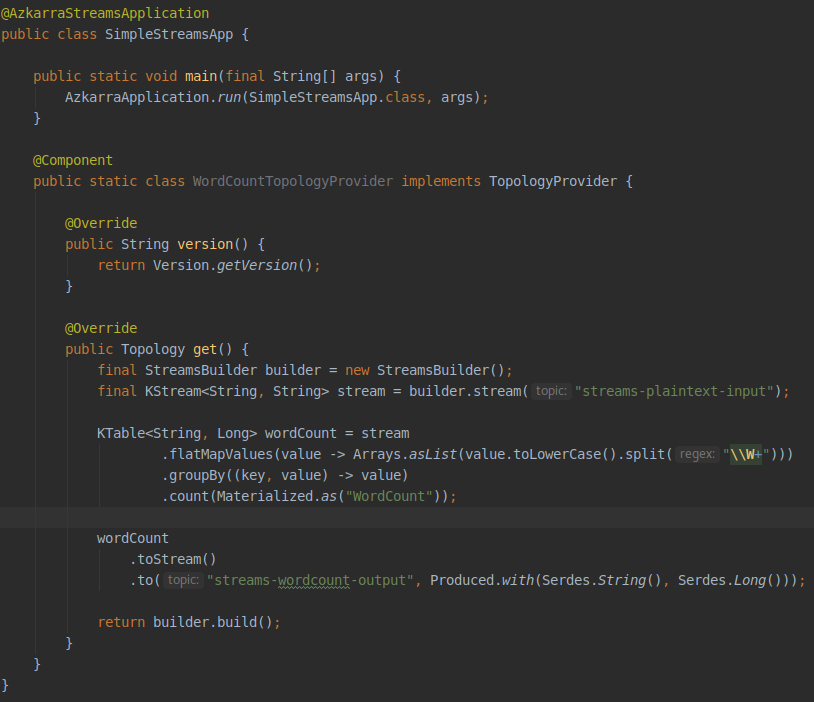 @AzkarraStreamsApplication
public class SimpleStreamsApp {
public static void main(final String[] args) {
AzkarraApplication.run(SimpleStreamsApp.class, args);
}
@Component
public static class WordCountTopologyProvider implements TopologyProvider {
@Override
public String version() {
return Version.getVersion();
}
@Override
public Topology get() {
final StreamsBuilder builder = new StreamsBuilder();
final KStream<String, String> stream = builder.stream( topic: "streams-plaintext-input");
KTable<String, Long> wordCount = stream
.flatMapValues(value -> Arrays.asList(value.toLowerCase().split( regex: "\\W+")))
.groupBy((key, value) -> value)
.count(Materialized.as("WordCount"));
wordCount
.toStream()
.to( topic: "streams-wordcount-output", Produced.with(Serdes.String(), Serdes.Long()));
return builder.build();
}
}
}